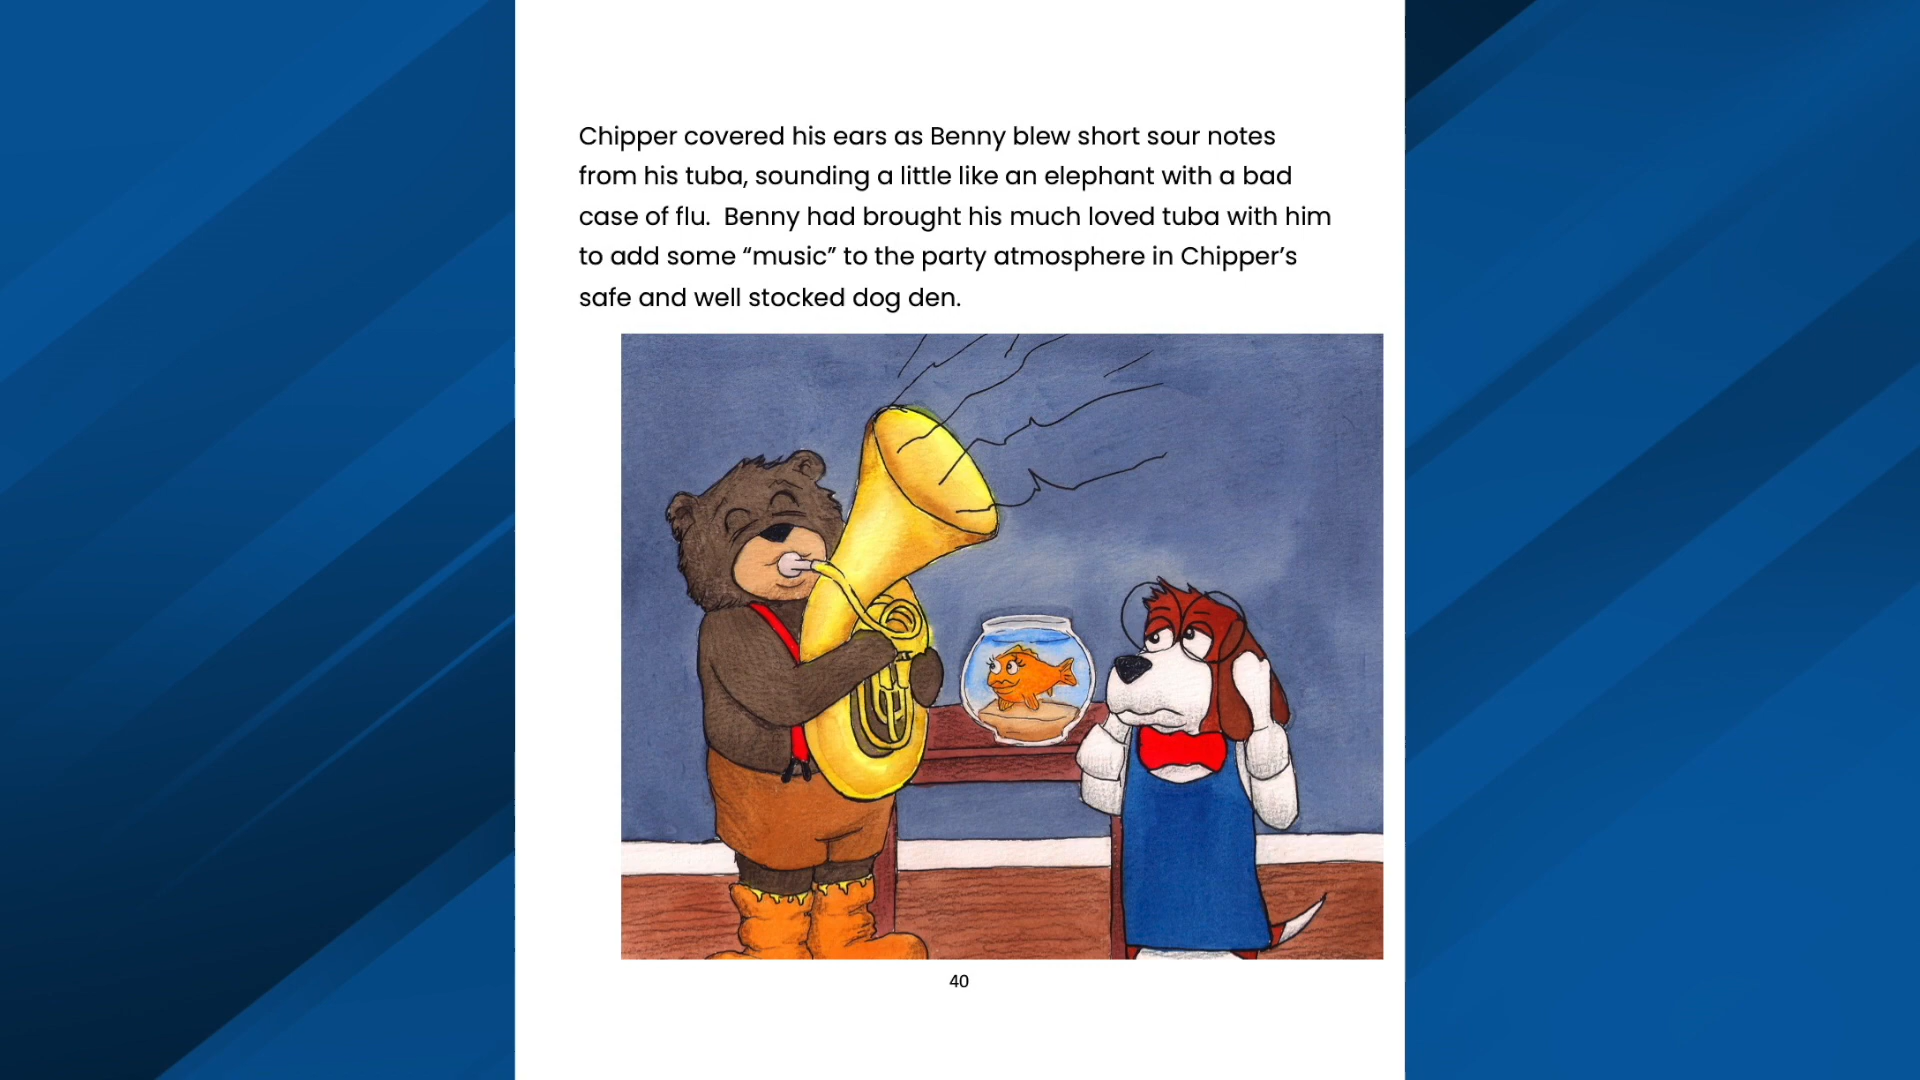 Chipper covered his ears as Benny blew short sour notes
from his tuba, sounding a little like an elephant with a bad
case of flu.  Benny had brought his much loved tuba with him
to add some “music” to the party atmosphere in Chipper’s
safe and well stocked dog den.
40